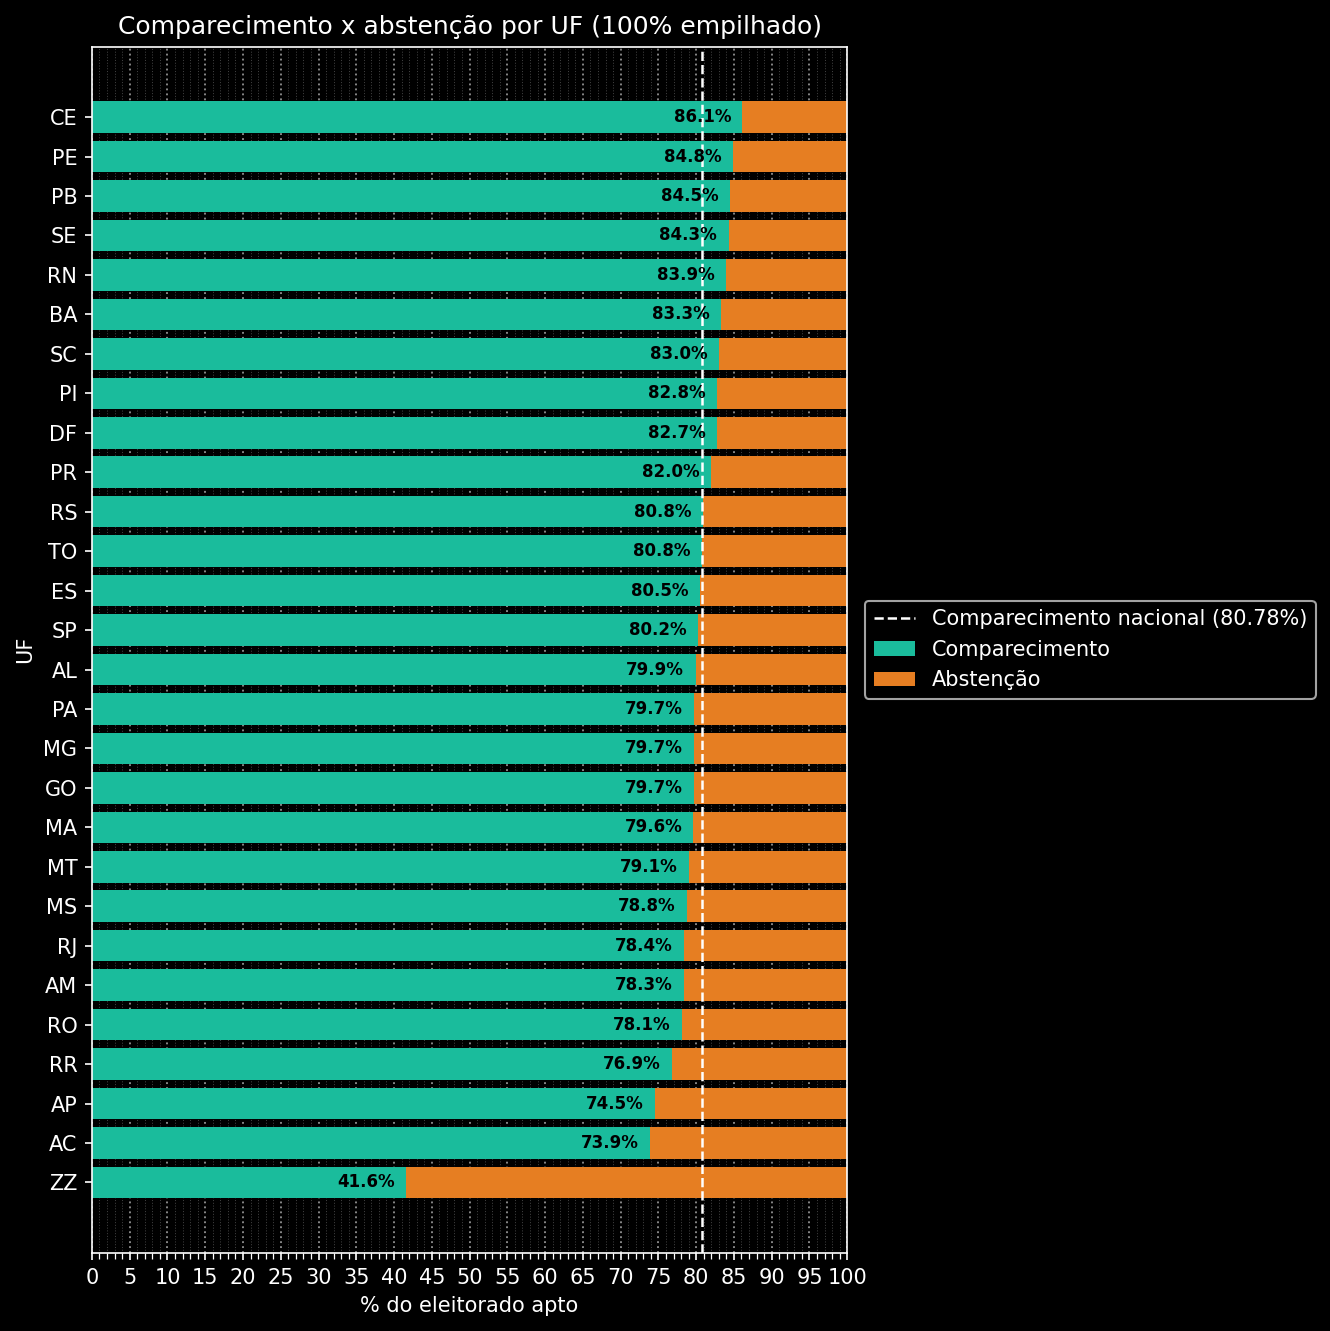 Comparecimento x abstenção por UF (100% empilhado)
CE 86.1%
PE 84.8%
PB 84.5%
SE 84.3%
RN 83.9%
BA 83.3%
SC 83.0%
PI 82.8%
DF 82.7%
PR 82.0%
RS 80.8%
TO 80.8%
ES 80.5%
SP 80.2%
AL 79.9%
PA 79.7%
MG 79.7%
GO 79.7%
MA 79.6%
MT 79.1%
MS 78.8%
RJ 78.4%
AM 78.3%
RO 78.1%
RR 76.9%
AP 74.5%
AC 73.9%
ZZ 41.6%
UF
0 5 10 15 20 25 30 35 40 45 50 55 60 65 70 75 80 85 90 95 100
% do eleitorado apto
Comparecimento nacional (80.78%)
Comparecimento
Abstenção